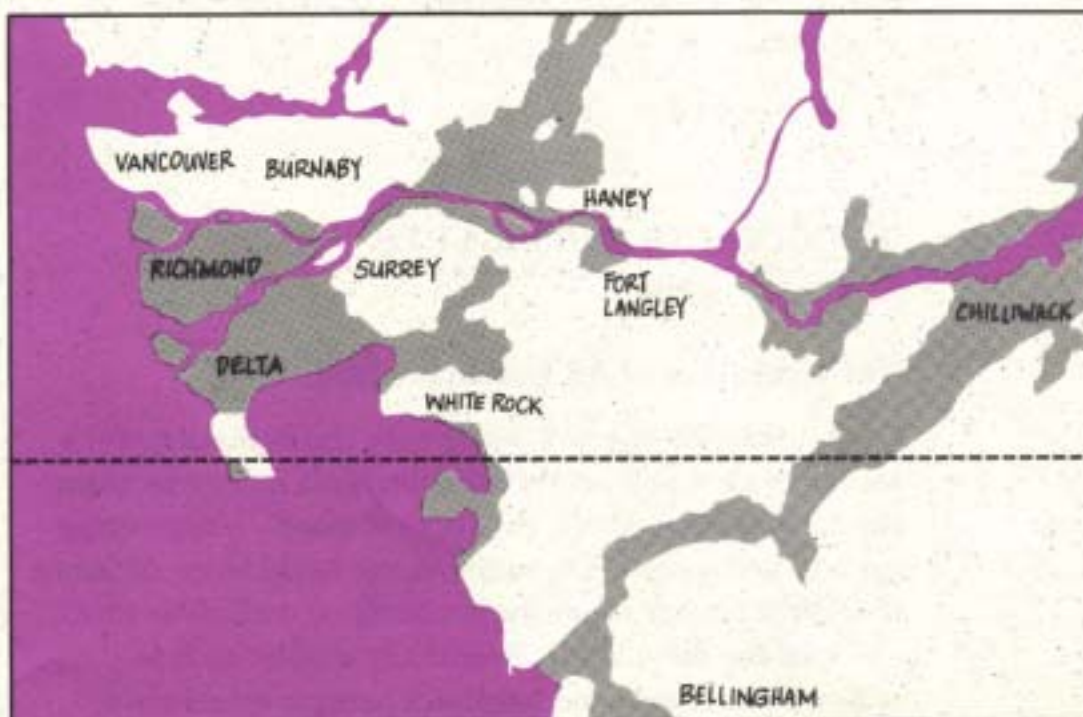 VANCOUVER
BURNABY
HANEY
RICHMOND
SURREY
FORT
LANGLEY
CHILLIWACK
DELTA
WHITE ROCK
BELLINGHAM